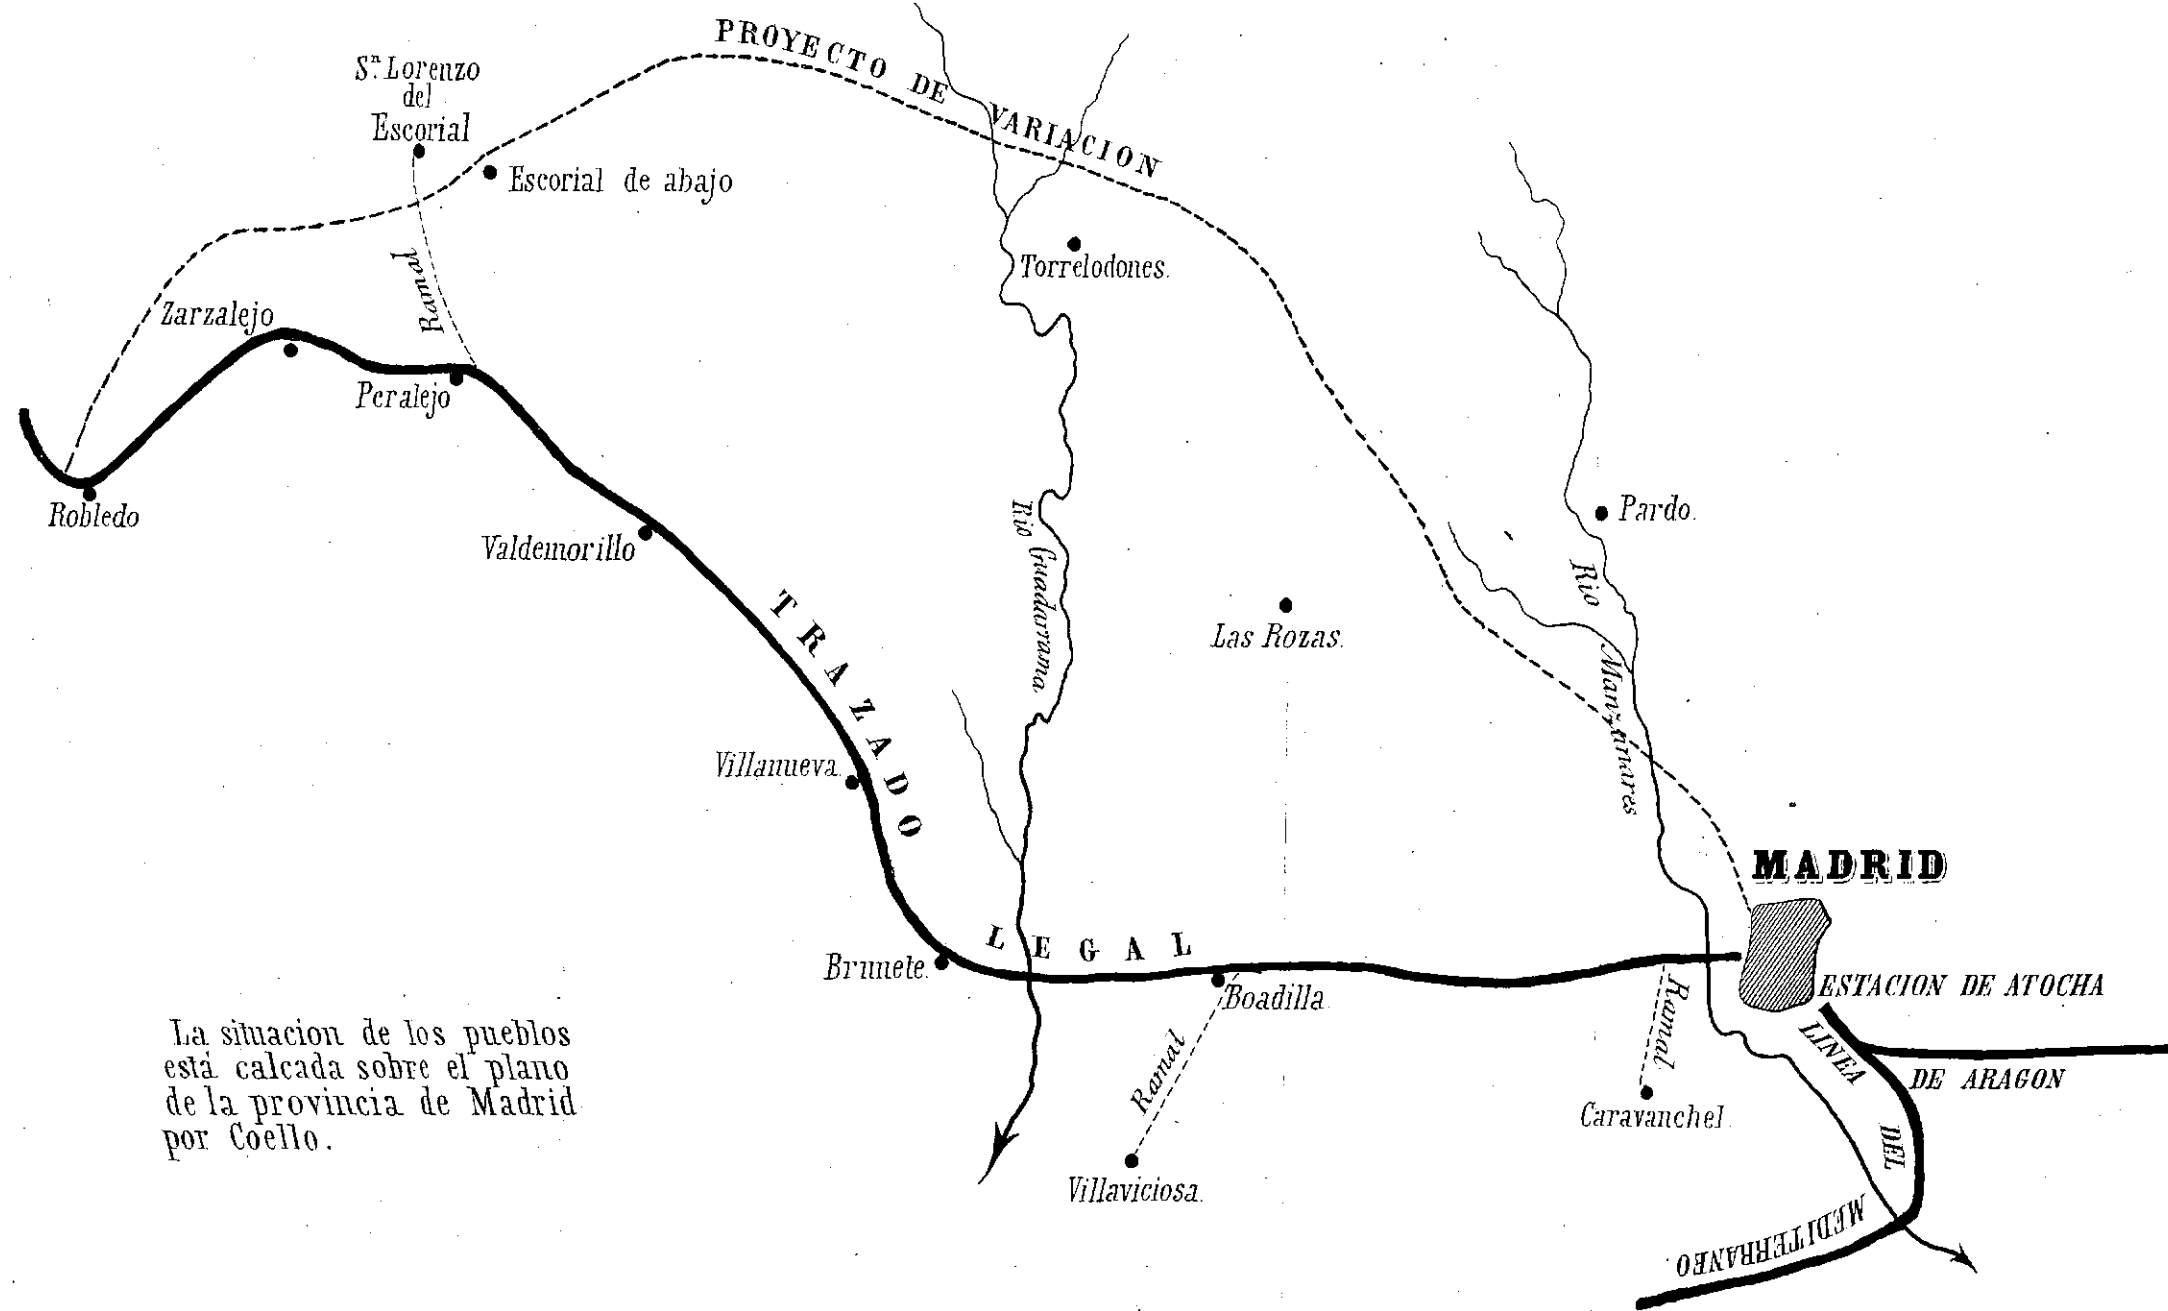 PROYECTO DE VARIACION
Sn. Lorenzo
del
Escorial
Escorial de abajo
Torrelodones.
Ramal
Zarzalejo
Peralejo
Robledo
Valdemorillo
Rio Guadarrama.
Pardo.
Rio Manzanares
Las Rozas.
TRAZADO LEGAL
Villanueva.
MADRID
Brunete.
Boadilla
ESTACION DE ATOCHA
Ramal
Ramal
LINEA DEL MEDITERRANEO
DE ARAGON
Caravanchel
Villaviciosa.
La situacion de los pueblos
está calcada sobre el plano
de la provincia de Madrid
por Coello.